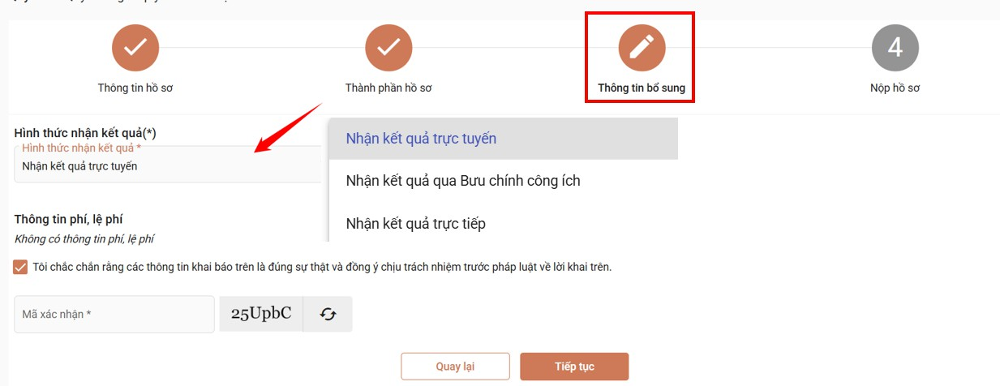 4
Thông tin hồ sơ
Thành phần hồ sơ
Thông tin bổ sung
Nộp hồ sơ
Hình thức nhận kết quả(*)
Hình thức nhận kết quả *
Nhận kết quả trực tuyến
Nhận kết quả trực tuyến
Nhận kết quả qua Bưu chính công ích
Nhận kết quả trực tiếp
Thông tin phí, lệ phí
Không có thông tin phí, lệ phí
Tôi chắc chắn rằng các thông tin khai báo trên là đúng sự thật và đồng ý chịu trách nhiệm trước pháp luật về lời khai trên.
Mã xác nhận *
25UpbC
Quay lại
Tiếp tục